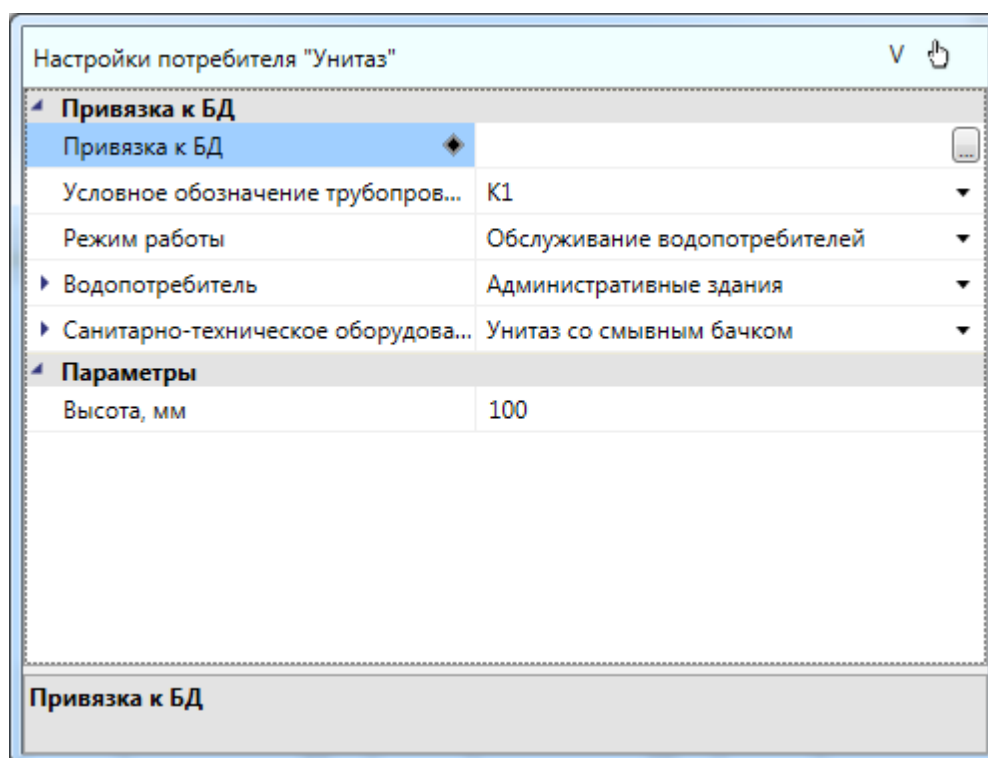 Настройки потребителя "Унитаз" V
Привязка к БД
Привязка к БД ...
Условное обозначение трубопров... К1
Режим работы Обслуживание водопотребителей
Водопотребитель Административные здания
Санитарно-техническое оборудова... Унитаз со смывным бачком
Параметры
Высота, мм 100
Привязка к БД